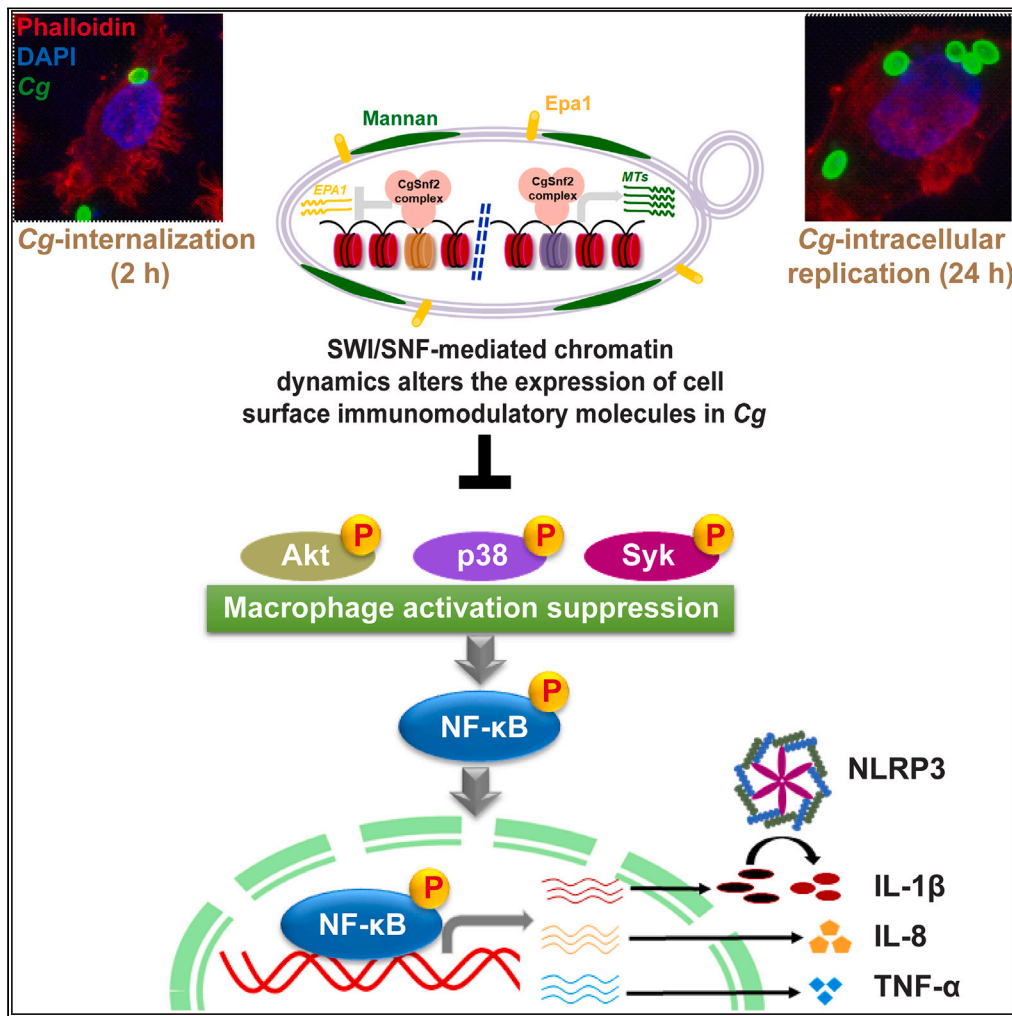 Phalloidin
DAPI
Cg
Cg-internalization
(2 h)
Mannan
Epa1
EPA1
CgSnf2
complex
CgSnf2
complex
MTs
Cg-intracellular
replication (24 h)
SWI/SNF-mediated chromatin
dynamics alters the expression of cell
surface immunomodulatory molecules in Cg
Akt
P
p38
P
Syk
P
Macrophage activation suppression
NF-κB
P
NLRP3
NF-κB
P
IL-1β
IL-8
TNF-α